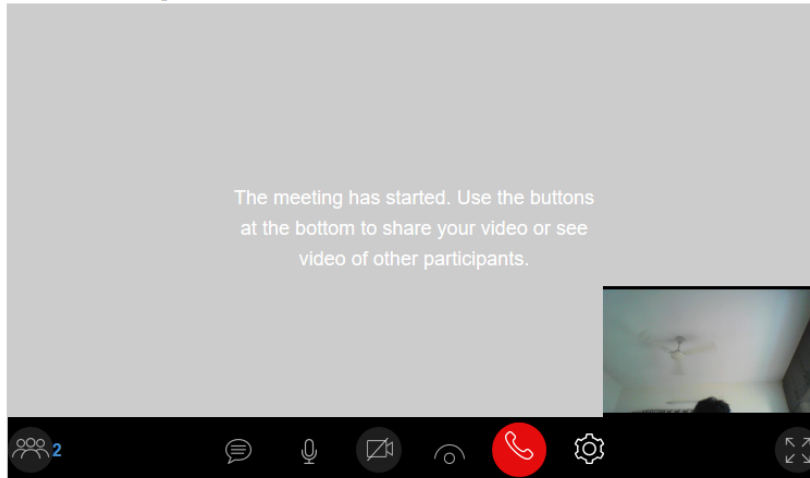 The meeting has started. Use the buttons
at the bottom to share your video or see
video of other participants.
2